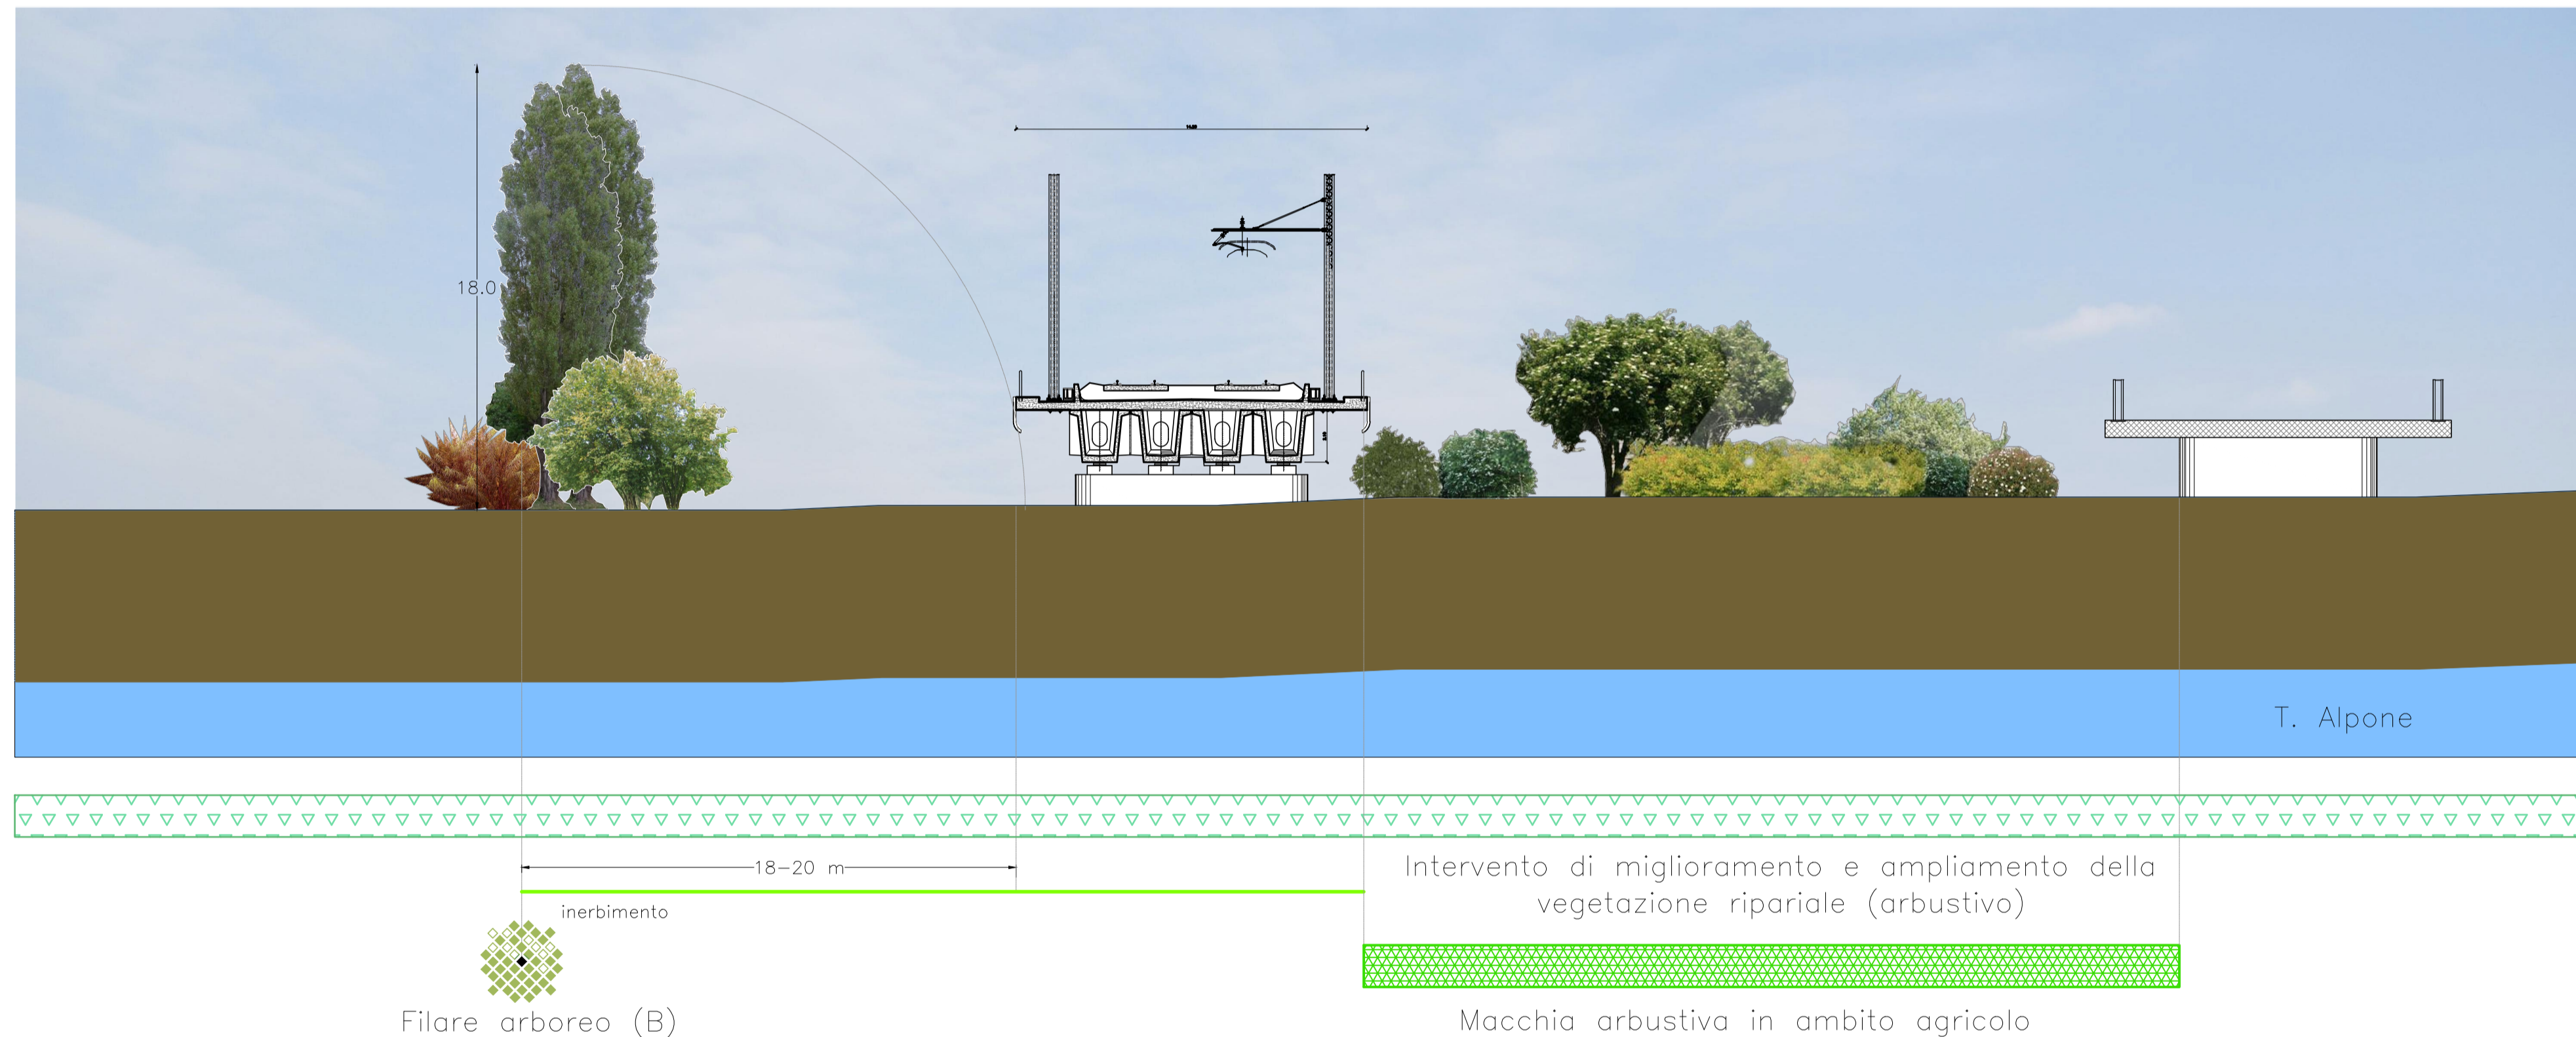 18.0
T. Alpone
18-20 m
Intervento di miglioramento e ampliamento della
vegetazione ripariale (arbustivo)
inerbimento
Filare arboreo (B)
Macchia arbustiva in ambito agricolo